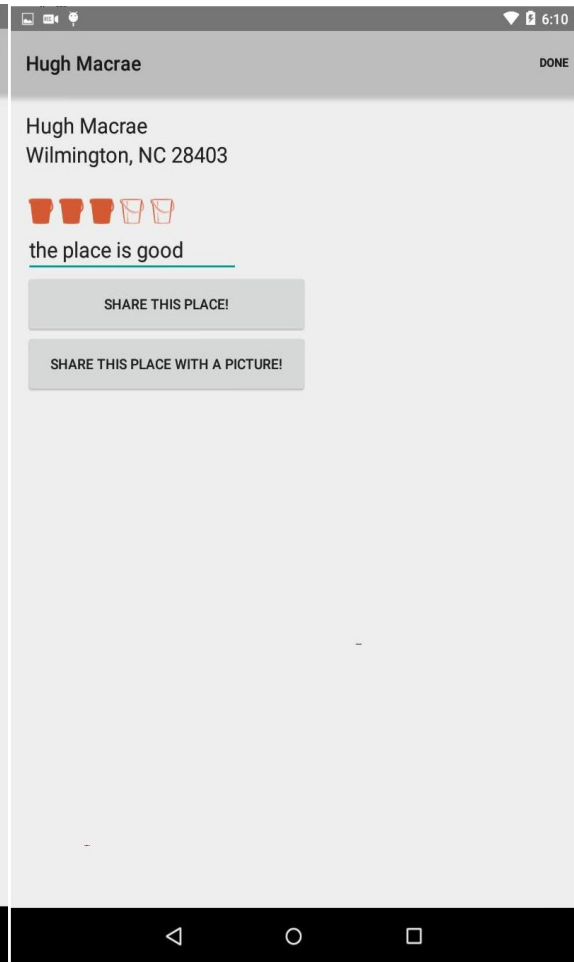 6:10
Hugh Macrae
DONE
Hugh Macrae
Wilmington, NC 28403
the place is good
SHARE THIS PLACE!
SHARE THIS PLACE WITH A PICTURE!